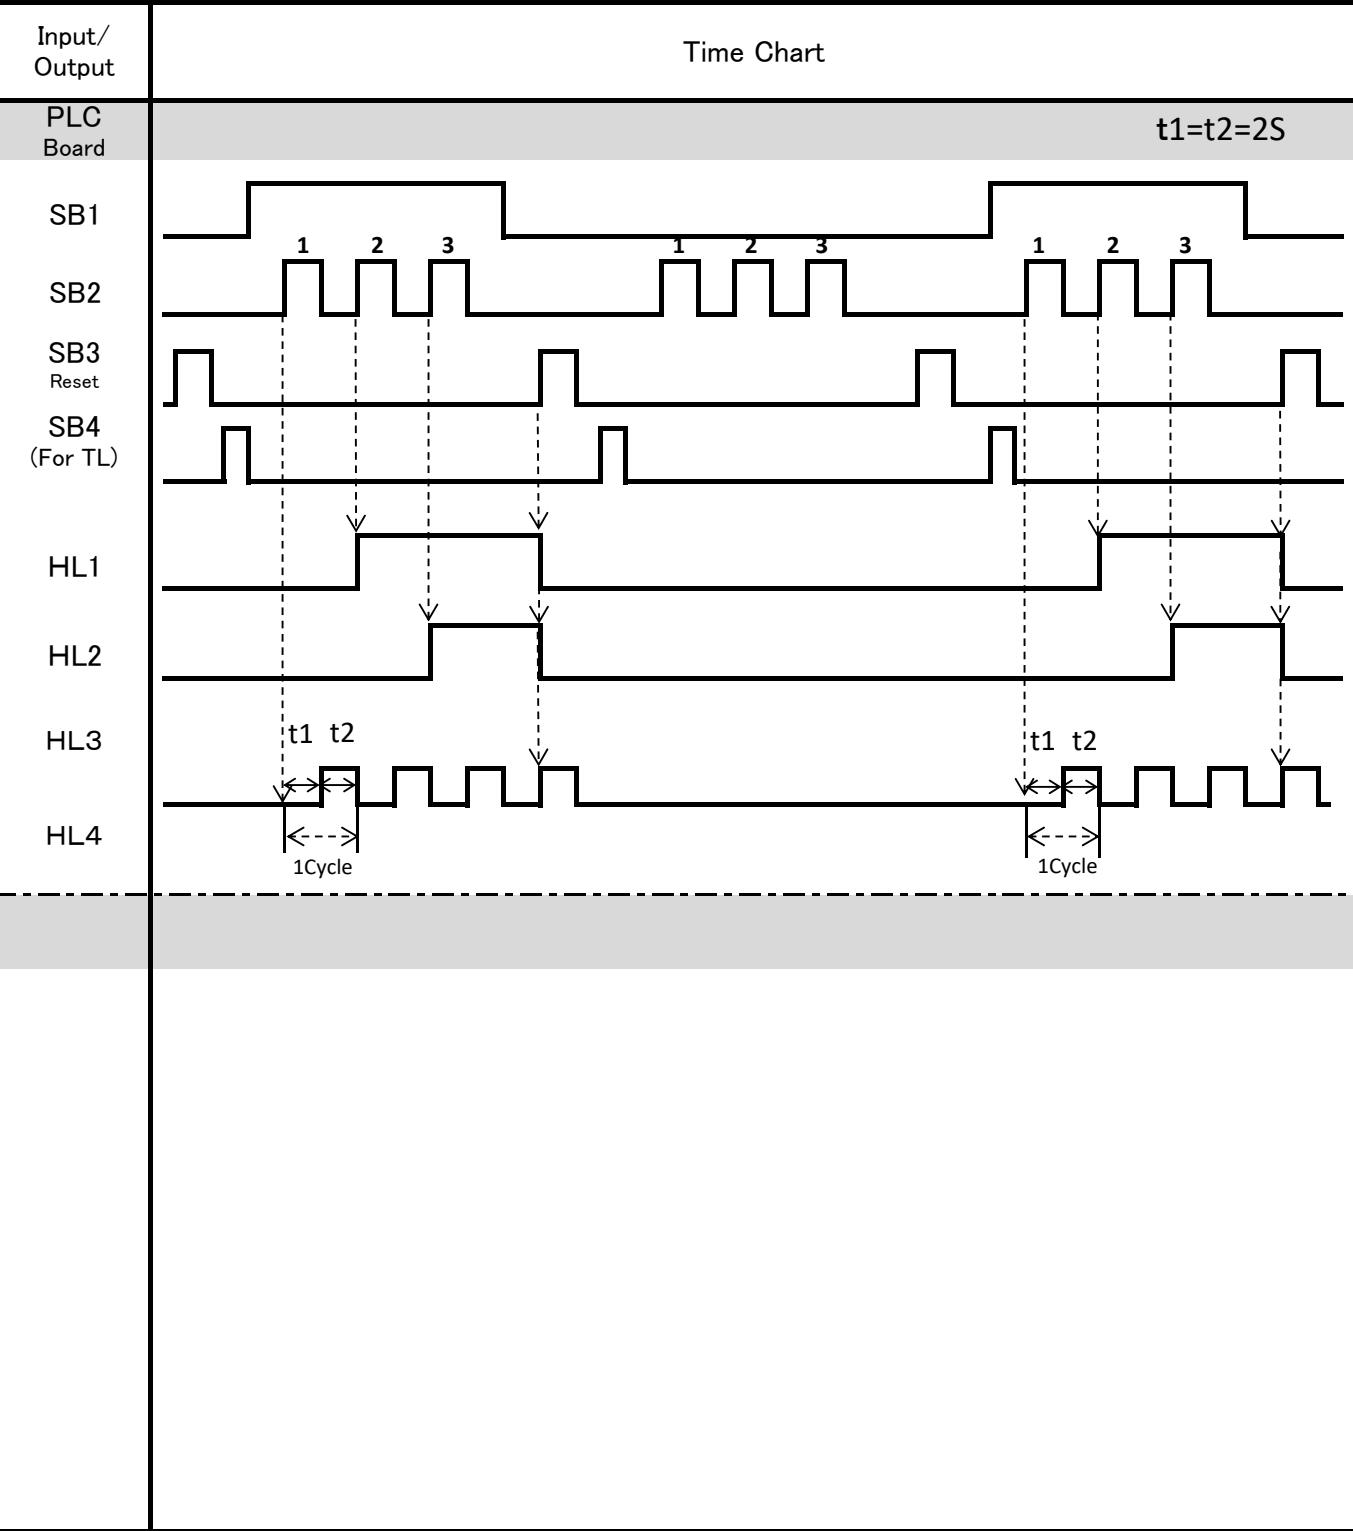 Input/
Output
Time Chart
PLC
Board
t1=t2=2S
SB1
1 2 3 1 2 3 1 2 3
SB2
SB3
Reset
SB4
(For TL)
HL1
HL2
HL3
t1 t2 t1 t2
HL4
1Cycle 1Cycle